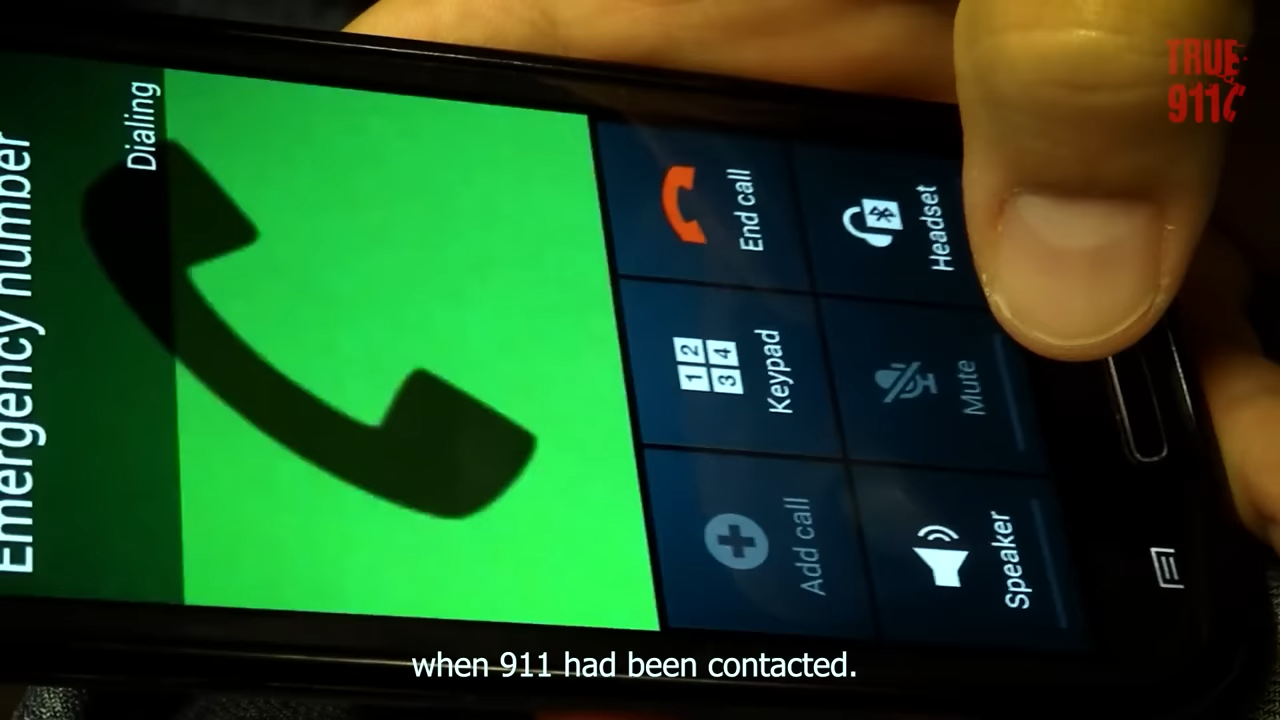 TRUE
911
Emergency number
Dialing
Add call
Keypad
1 2
3 4
End call
Speaker
Mute
Headset
when 911 had been contacted.